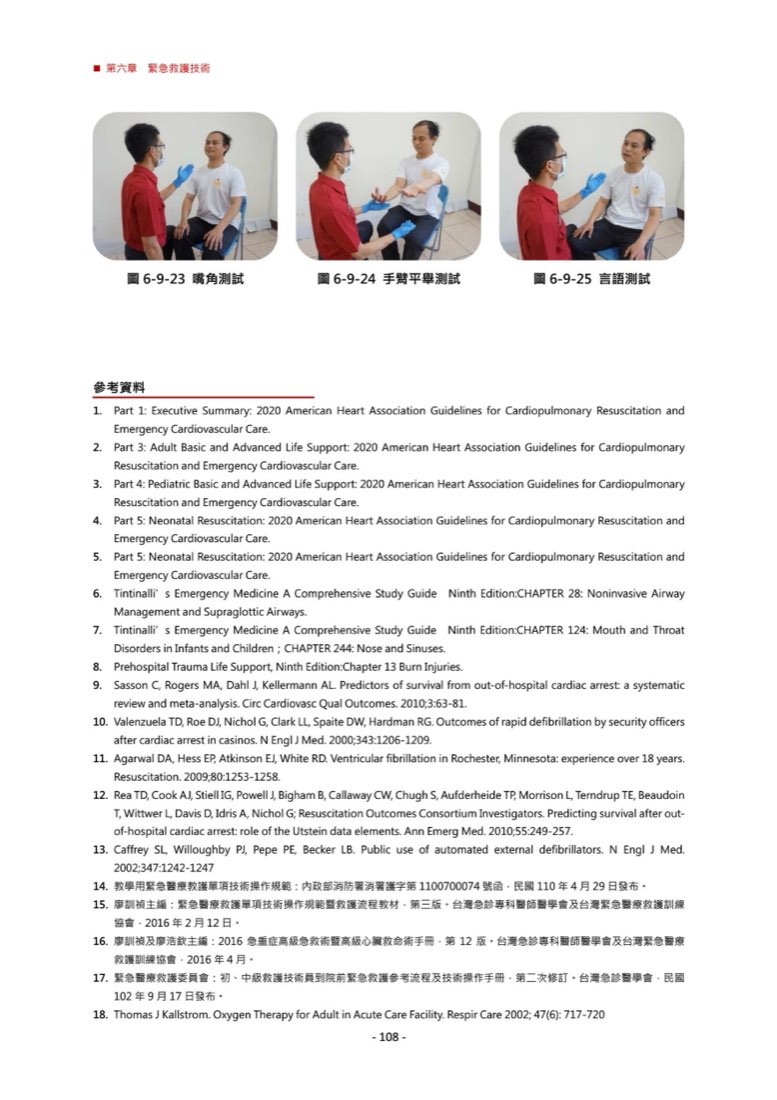 ■ 第六章　緊急救護技術
圖 6-9-23 嘴角測試
圖 6-9-24 手臂平舉測試
圖 6-9-25 言語測試
參考資料
1. Part 1: Executive Summary: 2020 American Heart Association Guidelines for Cardiopulmonary Resuscitation and
Emergency Cardiovascular Care.
2. Part 3: Adult Basic and Advanced Life Support: 2020 American Heart Association Guidelines for Cardiopulmonary
Resuscitation and Emergency Cardiovascular Care.
3. Part 4: Pediatric Basic and Advanced Life Support: 2020 American Heart Association Guidelines for Cardiopulmonary
Resuscitation and Emergency Cardiovascular Care.
4. Part 5: Neonatal Resuscitation: 2020 American Heart Association Guidelines for Cardiopulmonary Resuscitation and
Emergency Cardiovascular Care.
5. Part 5: Neonatal Resuscitation: 2020 American Heart Association Guidelines for Cardiopulmonary Resuscitation and
Emergency Cardiovascular Care.
6. Tintinalli’ s Emergency Medicine A Comprehensive Study Guide　Ninth Edition:CHAPTER 28: Noninvasive Airway
Management and Supraglottic Airways.
7. Tintinalli’ s Emergency Medicine A Comprehensive Study Guide　Ninth Edition:CHAPTER 124: Mouth and Throat
Disorders in Infants and Children；CHAPTER 244: Nose and Sinuses.
8. Prehospital Trauma Life Support, Ninth Edition:Chapter 13 Burn Injuries.
9. Sasson C, Rogers MA, Dahl J, Kellermann AL. Predictors of survival from out-of-hospital cardiac arrest: a systematic
review and meta-analysis. Circ Cardiovasc Qual Outcomes. 2010;3:63-81.
10. Valenzuela TD, Roe DJ, Nichol G, Clark LL, Spaite DW, Hardman RG. Outcomes of rapid defibrillation by security officers
after cardiac arrest in casinos. N Engl J Med. 2000;343:1206-1209.
11. Agarwal DA, Hess EP, Atkinson EJ, White RD. Ventricular fibrillation in Rochester, Minnesota: experience over 18 years.
Resuscitation. 2009;80:1253-1258.
12. Rea TD, Cook AJ, Stiell IG, Powell J, Bigham B, Callaway CW, Chugh S, Aufderheide TP, Morrison L, Terndrup TE, Beaudoin
T, Wittwer L, Davis D, Idris A, Nichol G; Resuscitation Outcomes Consortium Investigators. Predicting survival after out-
of-hospital cardiac arrest: role of the Utstein data elements. Ann Emerg Med. 2010;55:249-257.
13. Caffrey SL, Willoughby PJ, Pepe PE, Becker LB. Public use of automated external defibrillators. N Engl J Med.
2002;347:1242-1247
14. 教學用緊急醫療救護單項技術操作規範：內政部消防署消署護字第 1100700074 號函，民國 110 年 4 月 29 日發布。
15. 廖訓禎主編：緊急醫療救護單項技術操作規範暨救護流程教材，第三版。台灣急診專科醫師醫學會及台灣緊急醫療救護訓練
協會，2016 年 2 月 12 日。
16. 廖訓禎及廖浩欽主編：2016 急重症高級急救術暨高級心臟救命術手冊，第 12 版。台灣急診專科醫師醫學會及台灣緊急醫療
救護訓練協會，2016 年 4 月。
17. 緊急醫療救護委員會：初、中級救護技術員到院前緊急救護參考流程及技術操作手冊，第二次修訂。台灣急診醫學會，民國
102 年 9 月 17 日發布。
18. Thomas J Kallstrom. Oxygen Therapy for Adult in Acute Care Facility. Respir Care 2002; 47(6): 717-720
- 108 -